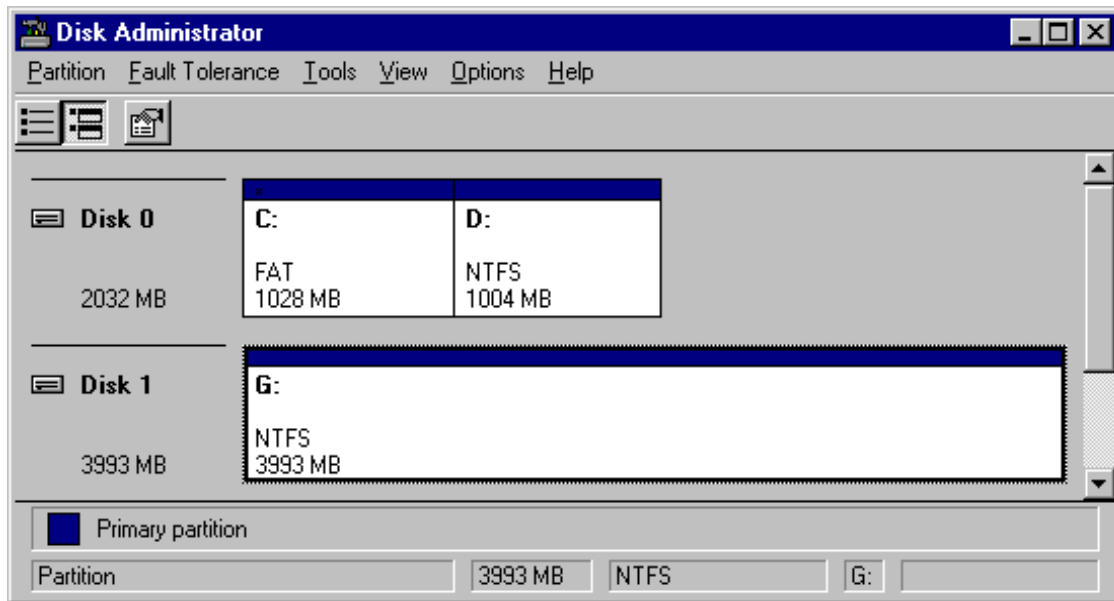 Disk Administrator
Partition Fault Tolerance Tools View Options Help
Disk 0
2032 MB
C:
FAT
1028 MB
D:
NTFS
1004 MB
Disk 1
3993 MB
G:
NTFS
3993 MB
Primary partition
Partition 3993 MB NTFS G: